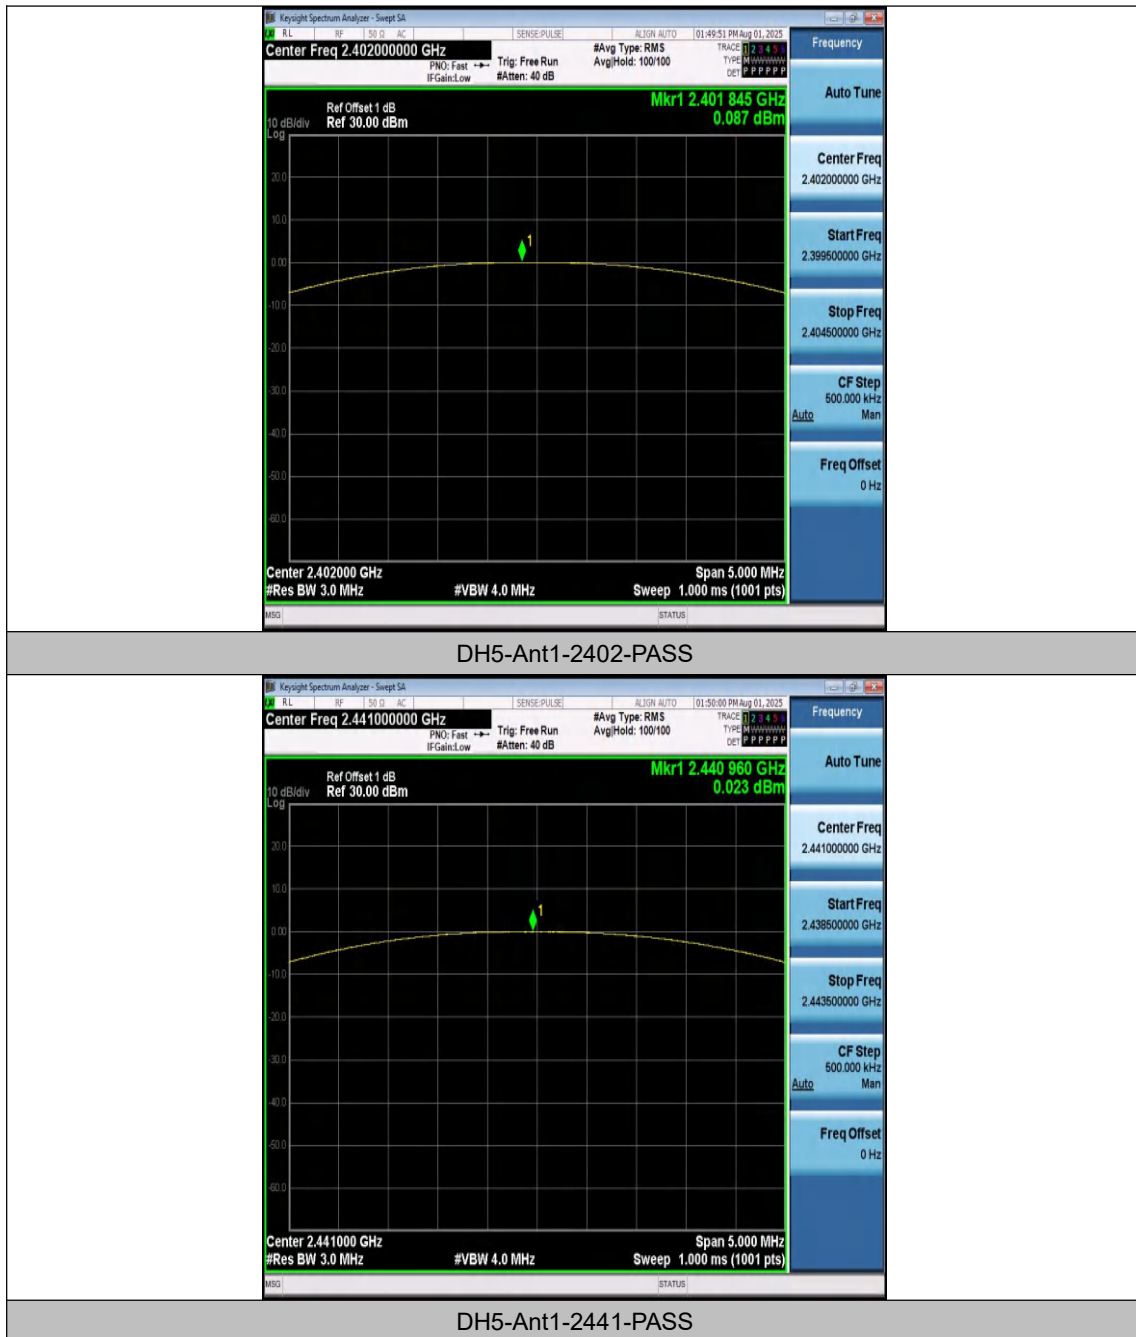 Keysight Spectrum Analyzer - Swept SA
RL RF 50 Ω AC SENSE:PULSE ALIGN AUTO 01:49:51 PM Aug 01, 2025
Center Freq 2.402000000 GHz
#Avg Type: RMS
TRACE 1 2 3 4 5 6
PNO: Fast
Trig: Free Run
Avg|Hold: 100/100
TYPE M WWWWW
IFGain:Low
#Atten: 40 dB
DET P P P P P P
Frequency
Auto Tune
Mkr1 2.401 845 GHz
0.087 dBm
Ref Offset 1 dB
10 dB/div
Ref 30.00 dBm
Log
20.0
10.0
0.00
-10.0
-20.0
-30.0
-40.0
-50.0
-60.0
1
Center Freq
2.402000000 GHz
Start Freq
2.399500000 GHz
Stop Freq
2.404500000 GHz
CF Step
500.000 kHz
Auto Man
Freq Offset
0 Hz
Center 2.402000 GHz
Span 5.000 MHz
#Res BW 3.0 MHz
#VBW 4.0 MHz
Sweep 1.000 ms (1001 pts)
MSG STATUS
DH5-Ant1-2402-PASS
Keysight Spectrum Analyzer - Swept SA
RL RF 50 Ω AC SENSE:PULSE ALIGN AUTO 01:50:00 PM Aug 01, 2025
Center Freq 2.441000000 GHz
#Avg Type: RMS
TRACE 1 2 3 4 5 6
PNO: Fast
Trig: Free Run
Avg|Hold: 100/100
TYPE M WWWWW
IFGain:Low
#Atten: 40 dB
DET P P P P P P
Frequency
Auto Tune
Mkr1 2.440 960 GHz
0.023 dBm
Ref Offset 1 dB
10 dB/div
Ref 30.00 dBm
Log
20.0
10.0
0.00
-10.0
-20.0
-30.0
-40.0
-50.0
-60.0
1
Center Freq
2.441000000 GHz
Start Freq
2.438500000 GHz
Stop Freq
2.443500000 GHz
CF Step
500.000 kHz
Auto Man
Freq Offset
0 Hz
Center 2.441000 GHz
Span 5.000 MHz
#Res BW 3.0 MHz
#VBW 4.0 MHz
Sweep 1.000 ms (1001 pts)
MSG STATUS
DH5-Ant1-2441-PASS